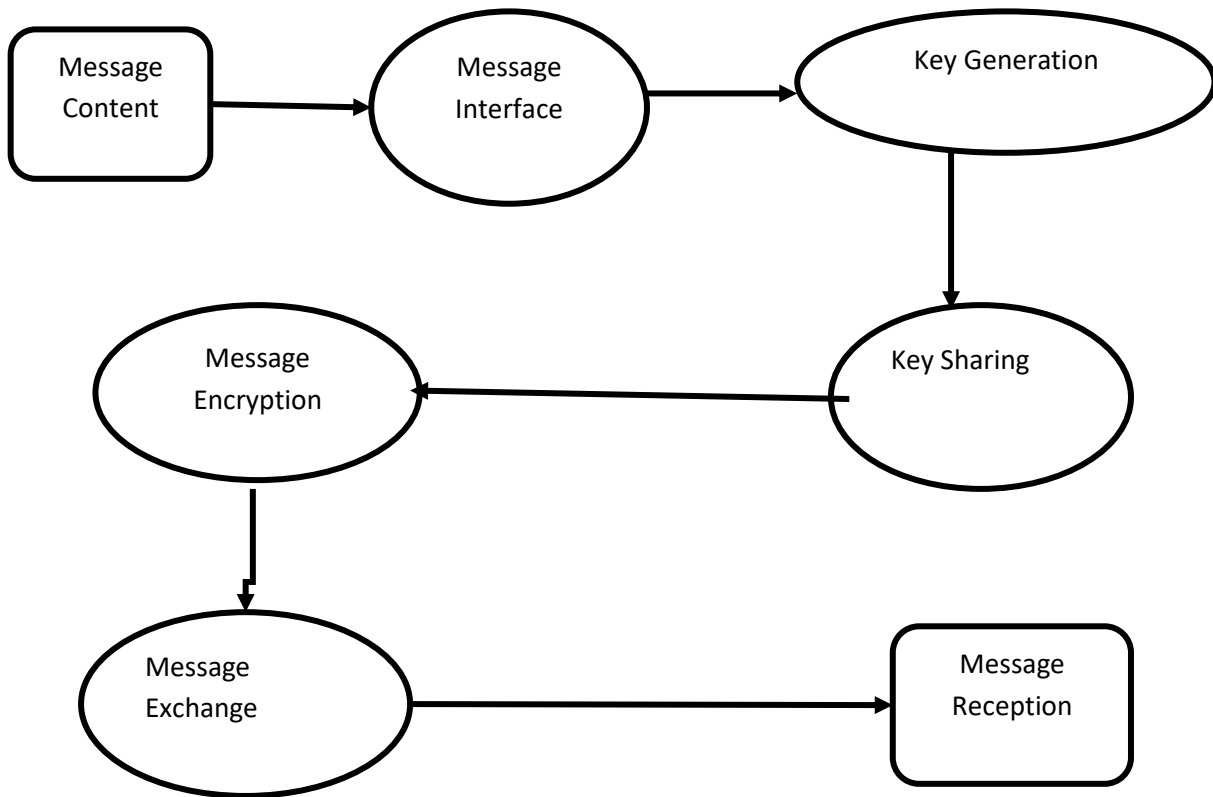 Message
Content
Message
Interface
Key Generation
Key Sharing
Message
Encryption
Message
Exchange
Message
Reception